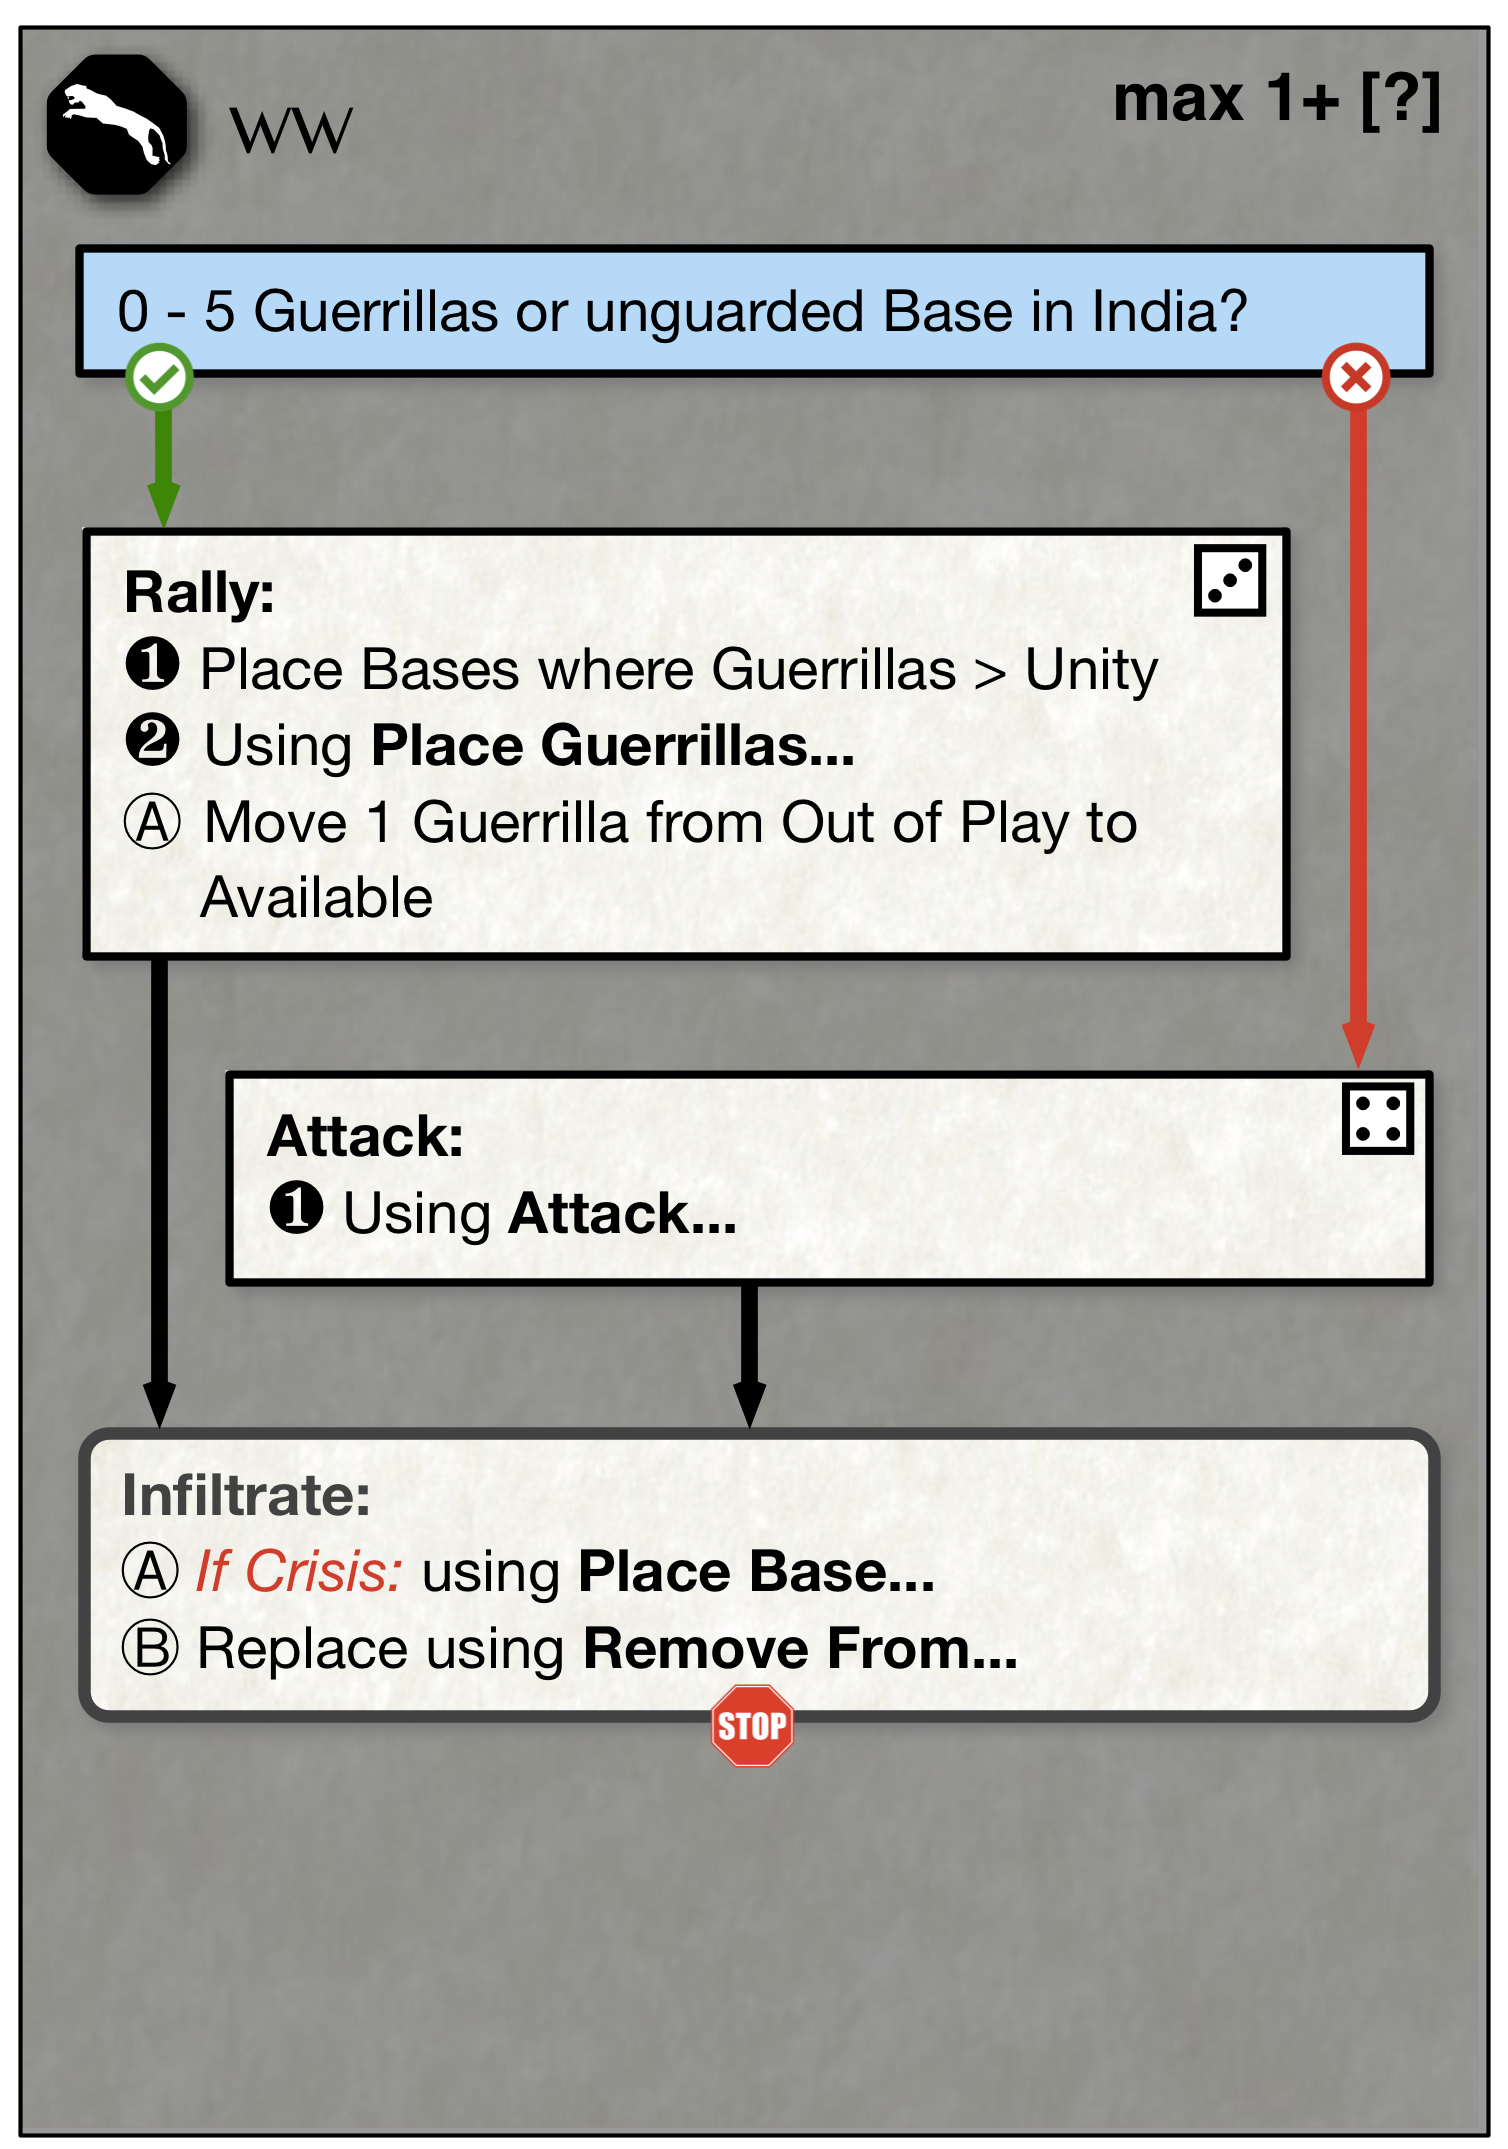 WW
max 1+ [?]
0 - 5 Guerrillas or unguarded Base in India?
Rally:
❶ Place Bases where Guerrillas > Unity
❷ Using Place Guerrillas...
Ⓐ Move 1 Guerrilla from Out of Play to
Available
Attack:
❶ Using Attack...
Infiltrate:
Ⓐ If Crisis: using Place Base...
Ⓑ Replace using Remove From...
STOP